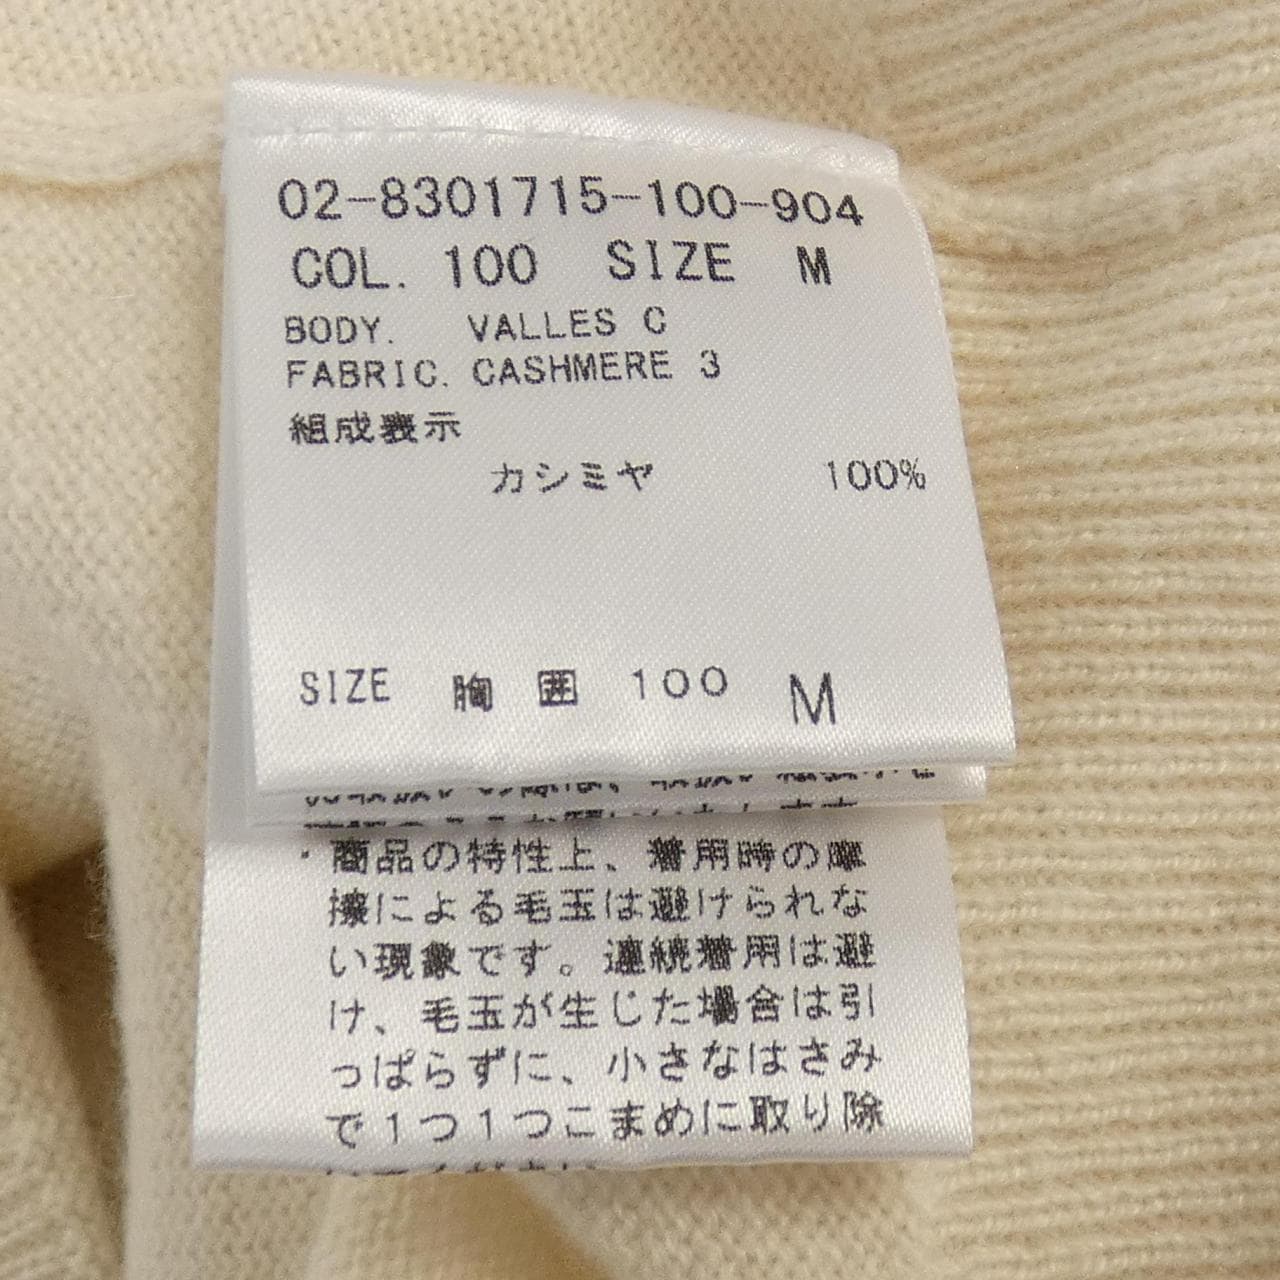 02-8301715-100-904
COL. 100 SIZE M
BODY. VALLES C
FABRIC. CASHMERE 3
組成表示
カシミヤ 100%
SIZE 胸 囲 100 M
・商品の特性上、着用時の摩
擦による毛玉は避けられな
い現象です。連続着用は避
け、毛玉が生じた場合は引
っぱらずに、小さなはさみ
で1つ1つこまめに取り除